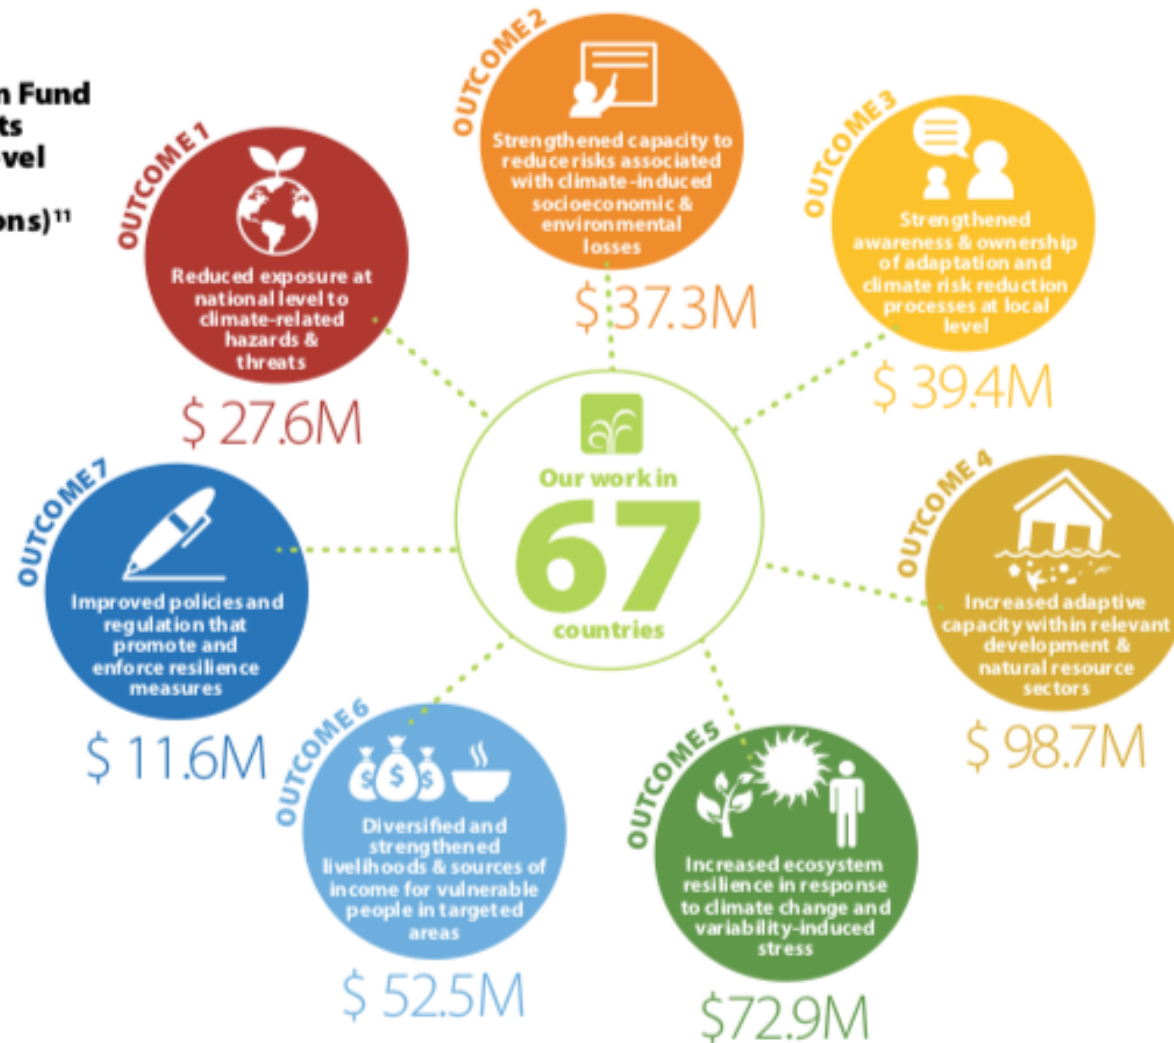 n Fund
ts
vel
ons)¹¹
OUTCOME 1
Reduced exposure at
national level to
climate-related
hazards &
threats
$ 27.6M
OUTCOME 2
Strengthened capacity to
reduce risks associated
with climate-induced
socioeconomic &
environmental
losses
$ 37.3M
OUTCOME 3
Strengthened
awareness & ownership
of adaptation and
climate risk reduction
processes at local
level
$ 39.4M
Our work in
67
countries
OUTCOME 4
Increased adaptive
capacity within relevant
development &
natural resource
sectors
$ 98.7M
OUTCOME 5
Increased ecosystem
resilience in response
to climate change and
variability-induced
stress
$72.9M
OUTCOME 6
$ $ $
Diversified and
strengthened
livelihoods & sources of
income for vulnerable
people in targeted
areas
$ 52.5M
OUTCOME 7
Improved policies and
regulation that
promote and
enforce resilience
measures
$ 11.6M